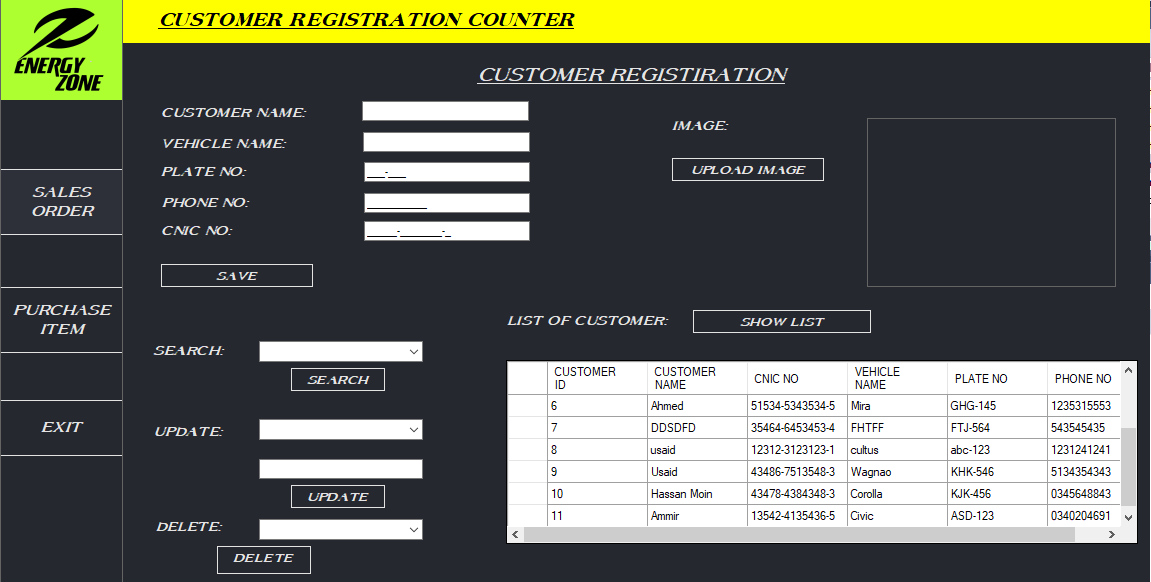 ENERGY
ZONE
CUSTOMER REGISTRATION COUNTER
CUSTOMER REGISTIRATION
SALES
ORDER
PURCHASE
ITEM
EXIT
CUSTOMER NAME:
VEHICLE NAME:
PLATE NO:
___-___
PHONE NO:
__________
CNIC NO:
_____-_______-_
SAVE
IMAGE:
UPLOAD IMAGE
LIST OF CUSTOMER:
SHOW LIST
SEARCH:
SEARCH
UPDATE:
UPDATE
DELETE:
DELETE
CUSTOMER ID CUSTOMER NAME CNIC NO VEHICLE NAME PLATE NO PHONE NO
6 Ahmed 51534-5343534-5 Mira GHG-145 1235315553
7 DDSDFD 35464-6453453-4 FHTFF FTJ-564 543545435
8 usaid 12312-3123123-1 cultus abc-123 1231241241
9 Usaid 43486-7513548-3 Wagnao KHK-546 5134354343
10 Hassan Moin 43478-4384348-3 Corolla KJK-456 0345648843
11 Ammir 13542-4135436-5 Civic ASD-123 0340204691